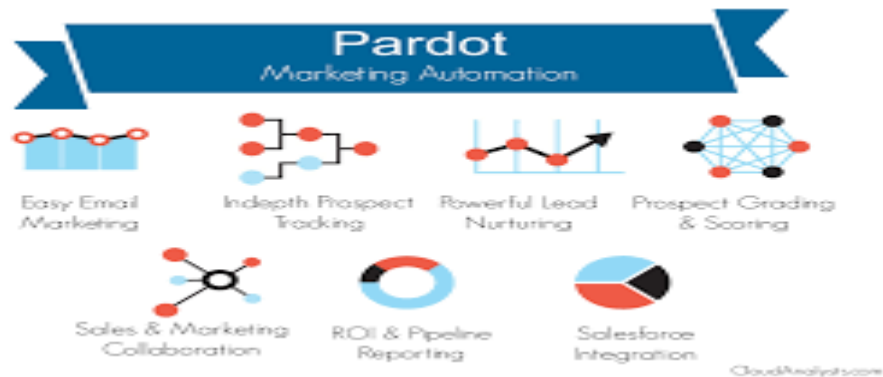 Pardot
Marketing Automation
Easy Email
Marketing
Indepth Prospect
Tracking
Powerful Lead
Nurturing
Prospect Grading
& Scoring
Sales & Marketing
Collaboration
ROI & Pipeline
Reporting
Salesforce
Integration
CloudAnalysts.com